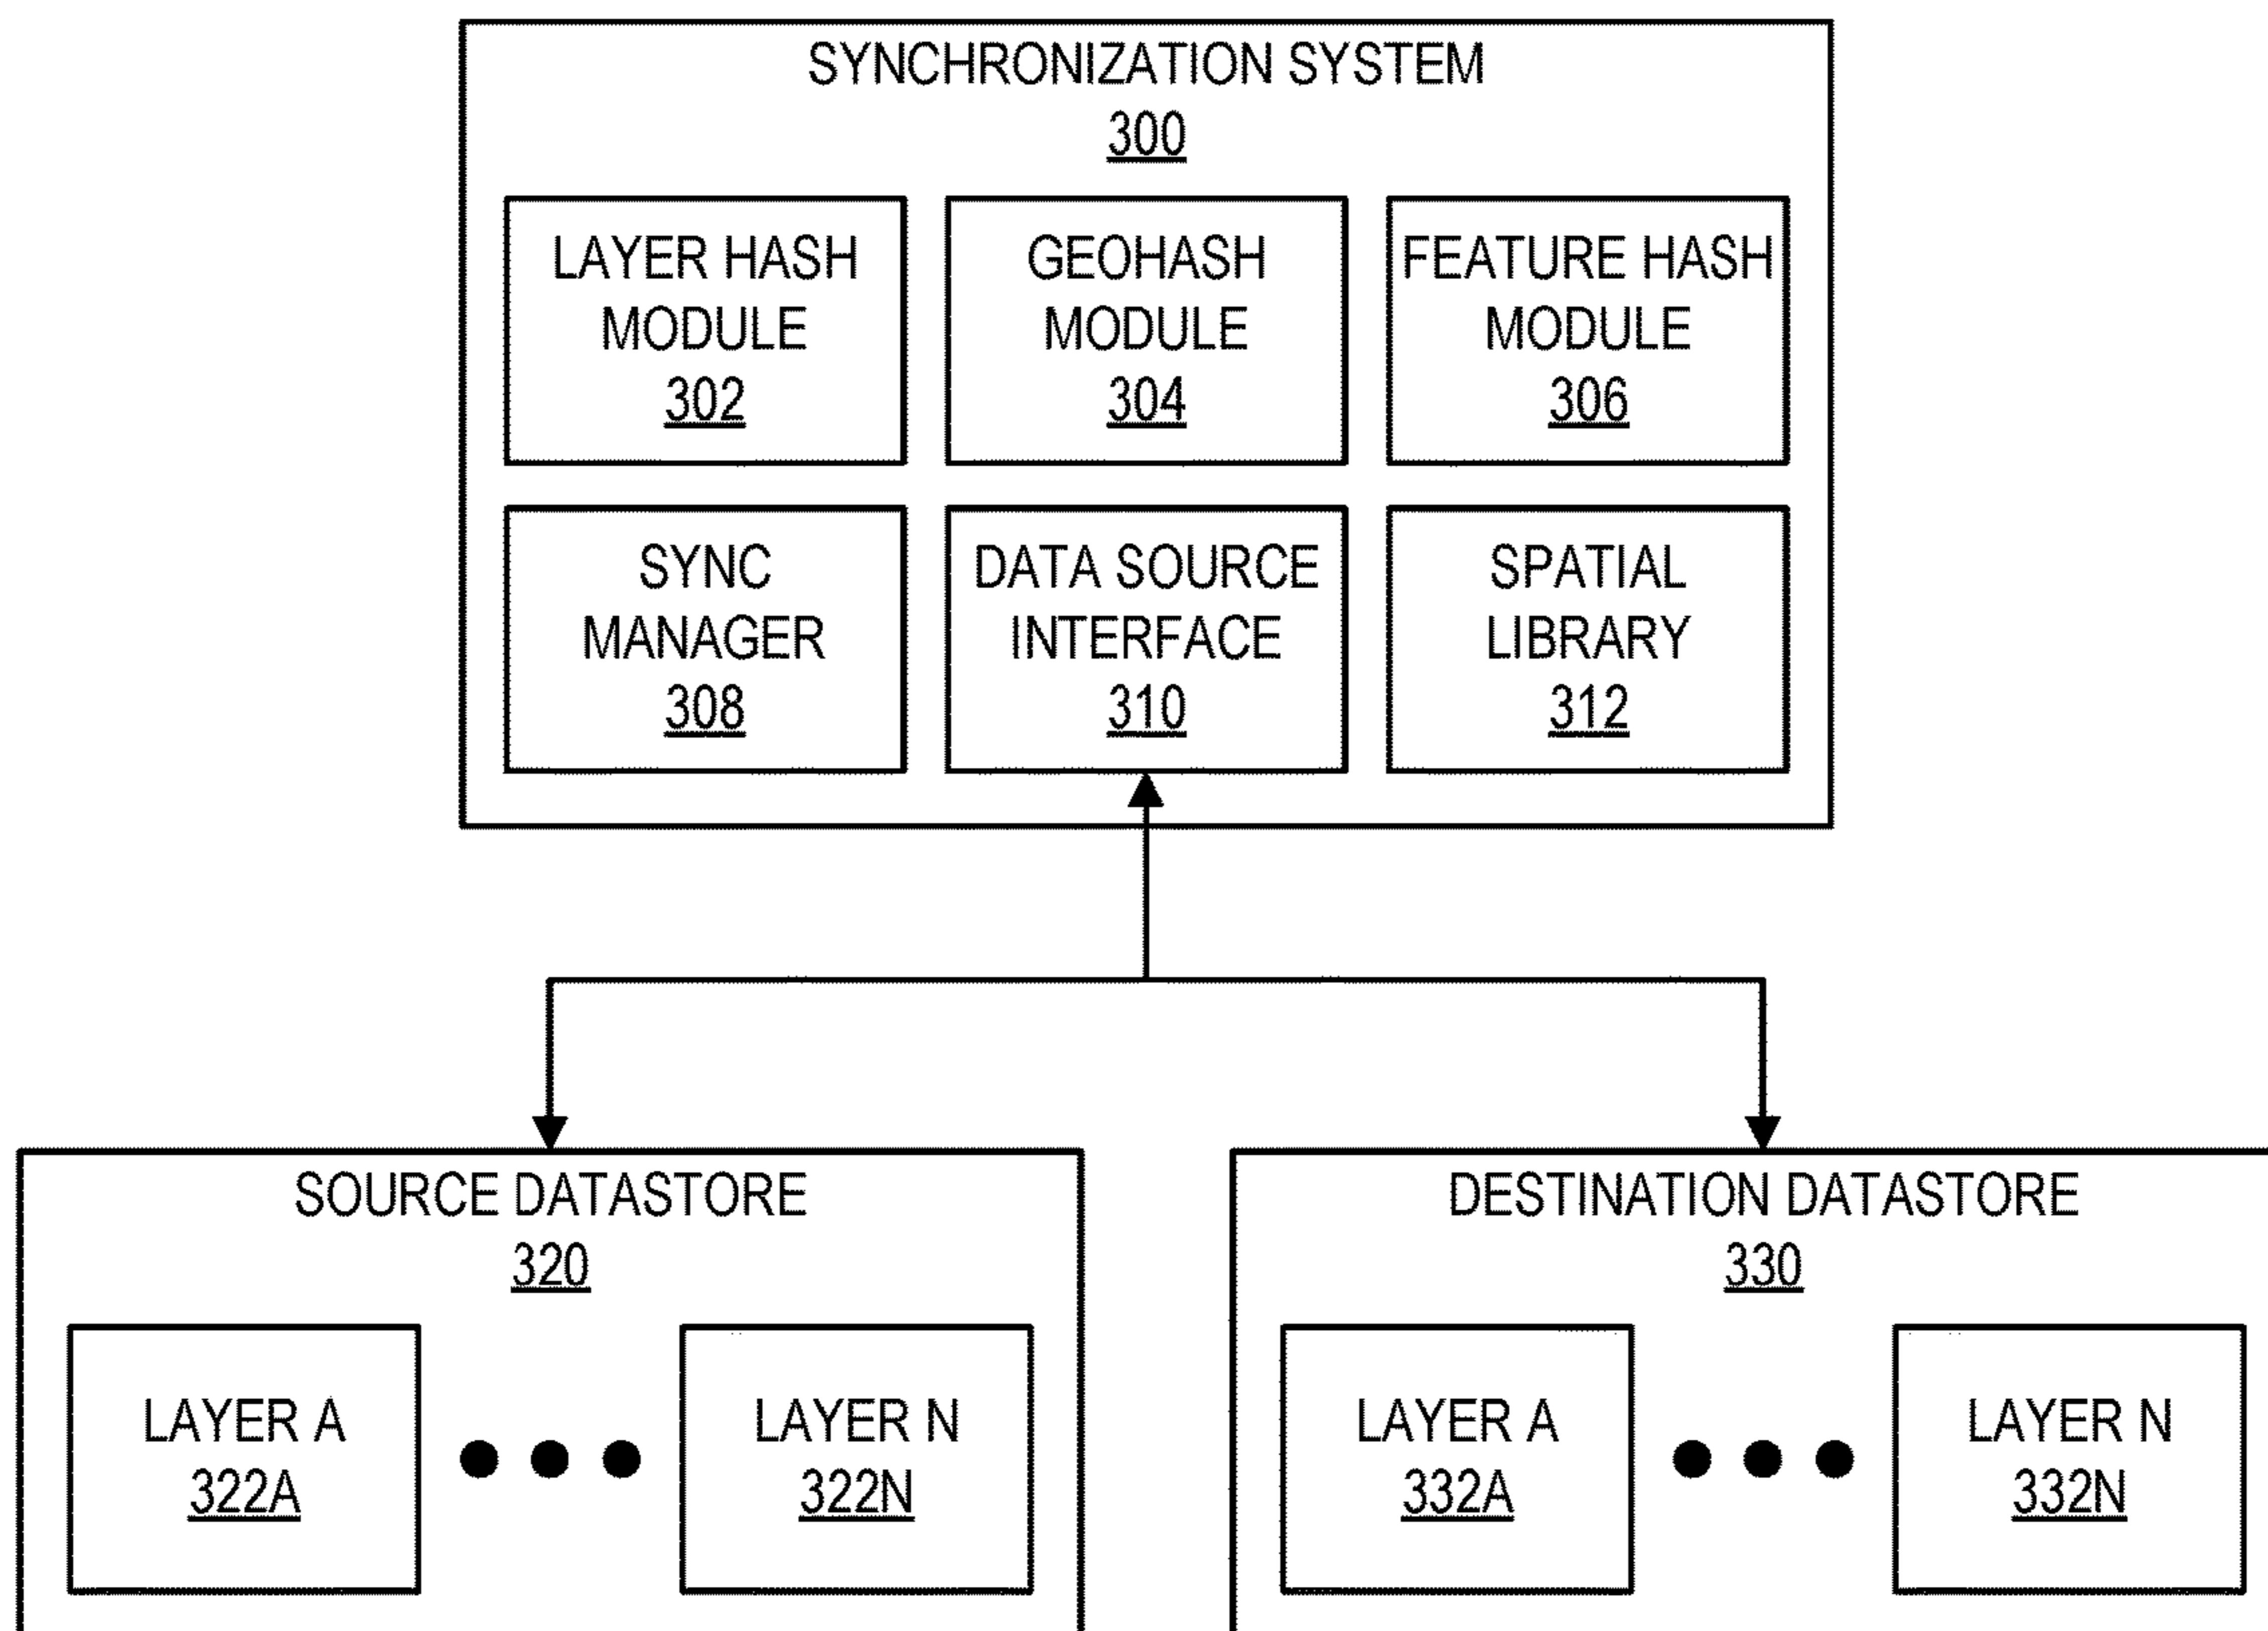 SYNCHRONIZATION SYSTEM
300
LAYER HASH
MODULE
302
GEOHASH
MODULE
304
FEATURE HASH
MODULE
306
SYNC
MANAGER
308
DATA SOURCE
INTERFACE
310
SPATIAL
LIBRARY
312
SOURCE DATASTORE
320
LAYER A
322A
LAYER N
322N
DESTINATION DATASTORE
330
LAYER A
332A
LAYER N
332N